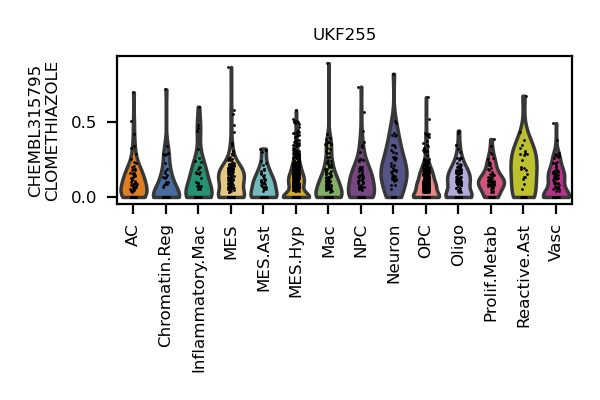 UKF255
CHEMBL315795
CLOMETHIAZOLE
0.5
0.0
AC
Chromatin.Reg
Inflammatory.Mac
MES
MES.Ast
MES.Hyp
Mac
NPC
Neuron
OPC
Oligo
Prolif.Metab
Reactive.Ast
Vasc